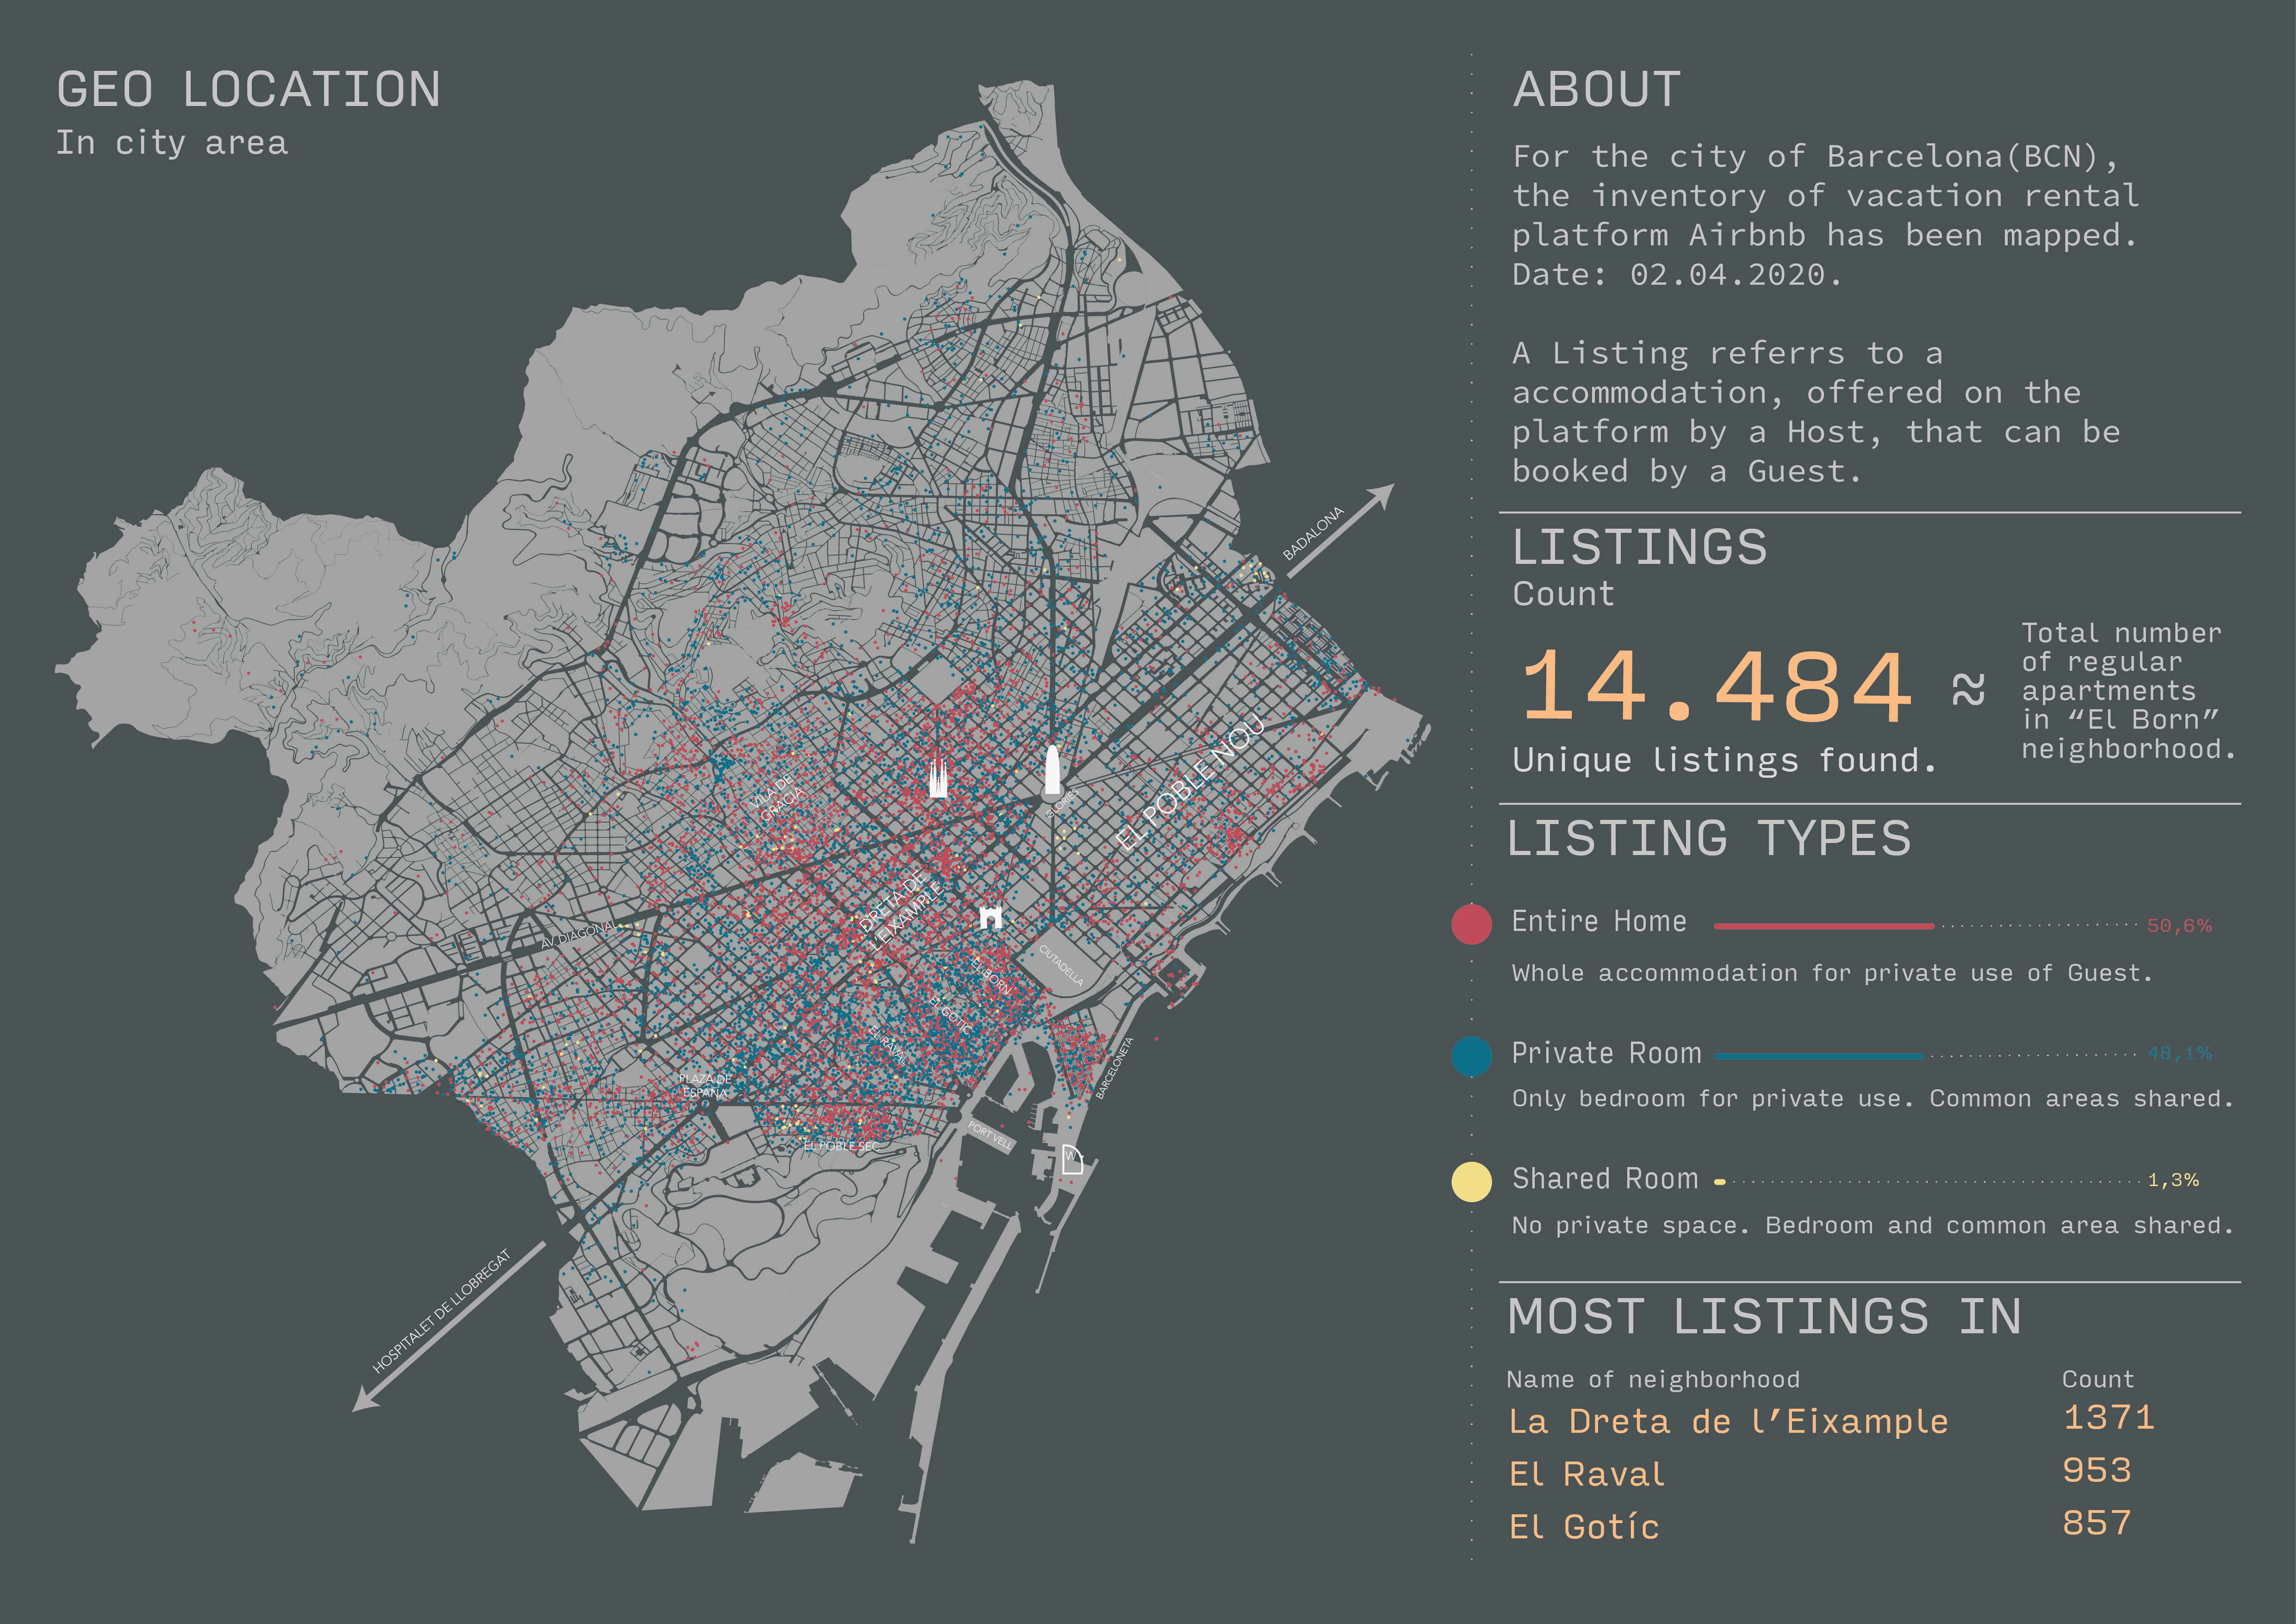 GEO LOCATION
In city area
BADALONA
EL POBLE NOU
VILA DE
GRACIA
GLORIES
DRETA DE
L'EIXAMPLE
AV. DIAGONAL
CIUTADELLA
EL BORN
EL GOTIC
EL RAVAL
BARCELONETA
PLAZA DE
ESPAÑA
EL POBLE SEC
PORT VELL
W
HOSPITALET DE LLOBREGAT
ABOUT
For the city of Barcelona(BCN),
the inventory of vacation rental
platform Airbnb has been mapped.
Date: 02.04.2020.
A Listing referrs to a
accommodation, offered on the
platform by a Host, that can be
booked by a Guest.
LISTINGS
Count
14.484 ≈
Unique listings found.
Total number
of regular
apartments
in “El Born”
neighborhood.
LISTING TYPES
Entire Home 50,6%
Whole accommodation for private use of Guest.
Private Room 48,1%
Only bedroom for private use. Common areas shared.
Shared Room 1,3%
No private space. Bedroom and common area shared.
MOST LISTINGS IN
Name of neighborhood Count
La Dreta de l’Eixample 1371
El Raval 953
El Gotíc 857